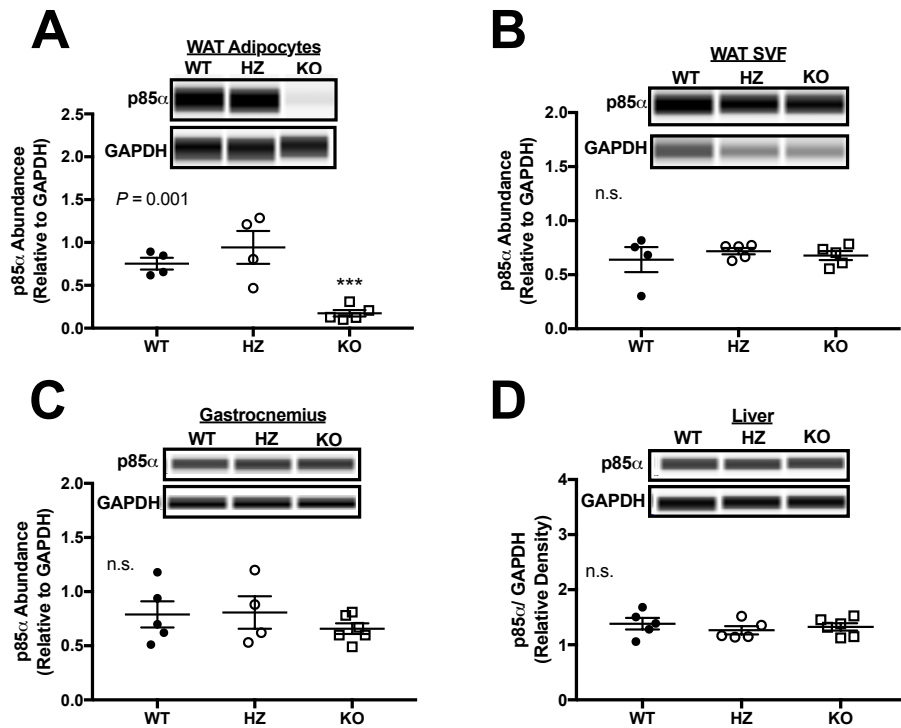 A
WAT Adipocytes
WT HZ KO
p85α
GAPDH
2.5
2.0
1.5
1.0
0.5
0.0
p85α Abundancee
(Relative to GAPDH)
P = 0.001
***
WT HZ KO
B
WAT SVF
WT HZ KO
p85α
GAPDH
2.0
1.5
1.0
0.5
0.0
p85α Abundance
(Relative to GAPDH)
n.s.
WT HZ KO
C
Gastrocnemius
WT HZ KO
p85α
GAPDH
2.0
1.5
1.0
0.5
0.0
p85α Abundance
(Relative to GAPDH)
n.s.
WT HZ KO
D
Liver
WT HZ KO
p85α
GAPDH
4
3
2
1
0
p85α/ GAPDH
(Relative Density)
n.s.
WT HZ KO